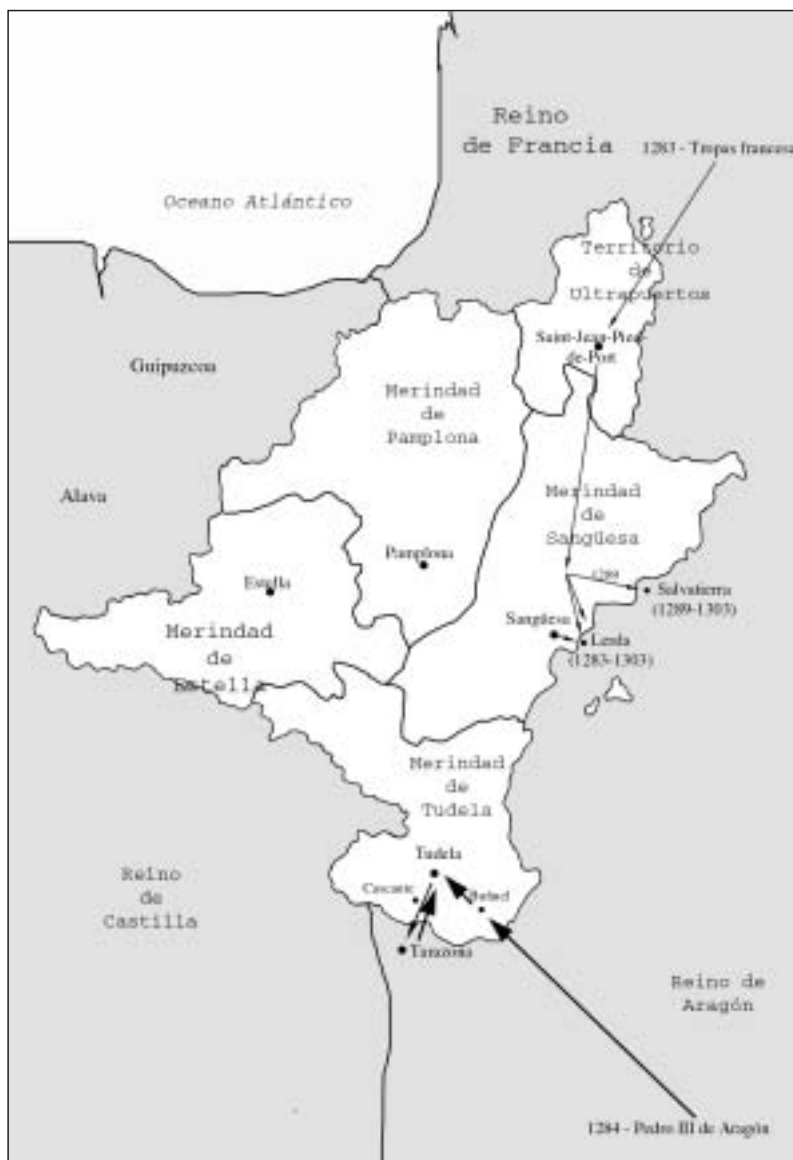 Reino
de Francia
1283 - Tropas francesa
Oceano Atlántico
Territorio
de
Ultrapuertos
Saint-Jean-Pied-
de-Port
Guipuzcoa
Merindad
de
Pamplona
Alava
Merindad
de
Sangüesa
Pamplona
1289
Estella
Salvatierra
(1289-1303)
Sangüesa
Lerda
(1283-1303)
Merindad
de
Estella
Merindad
de
Tudela
Tudela
Cascante
Reino
de
Castilla
Tarazona
Reino de
Aragón
1284 - Pedro III de Aragón